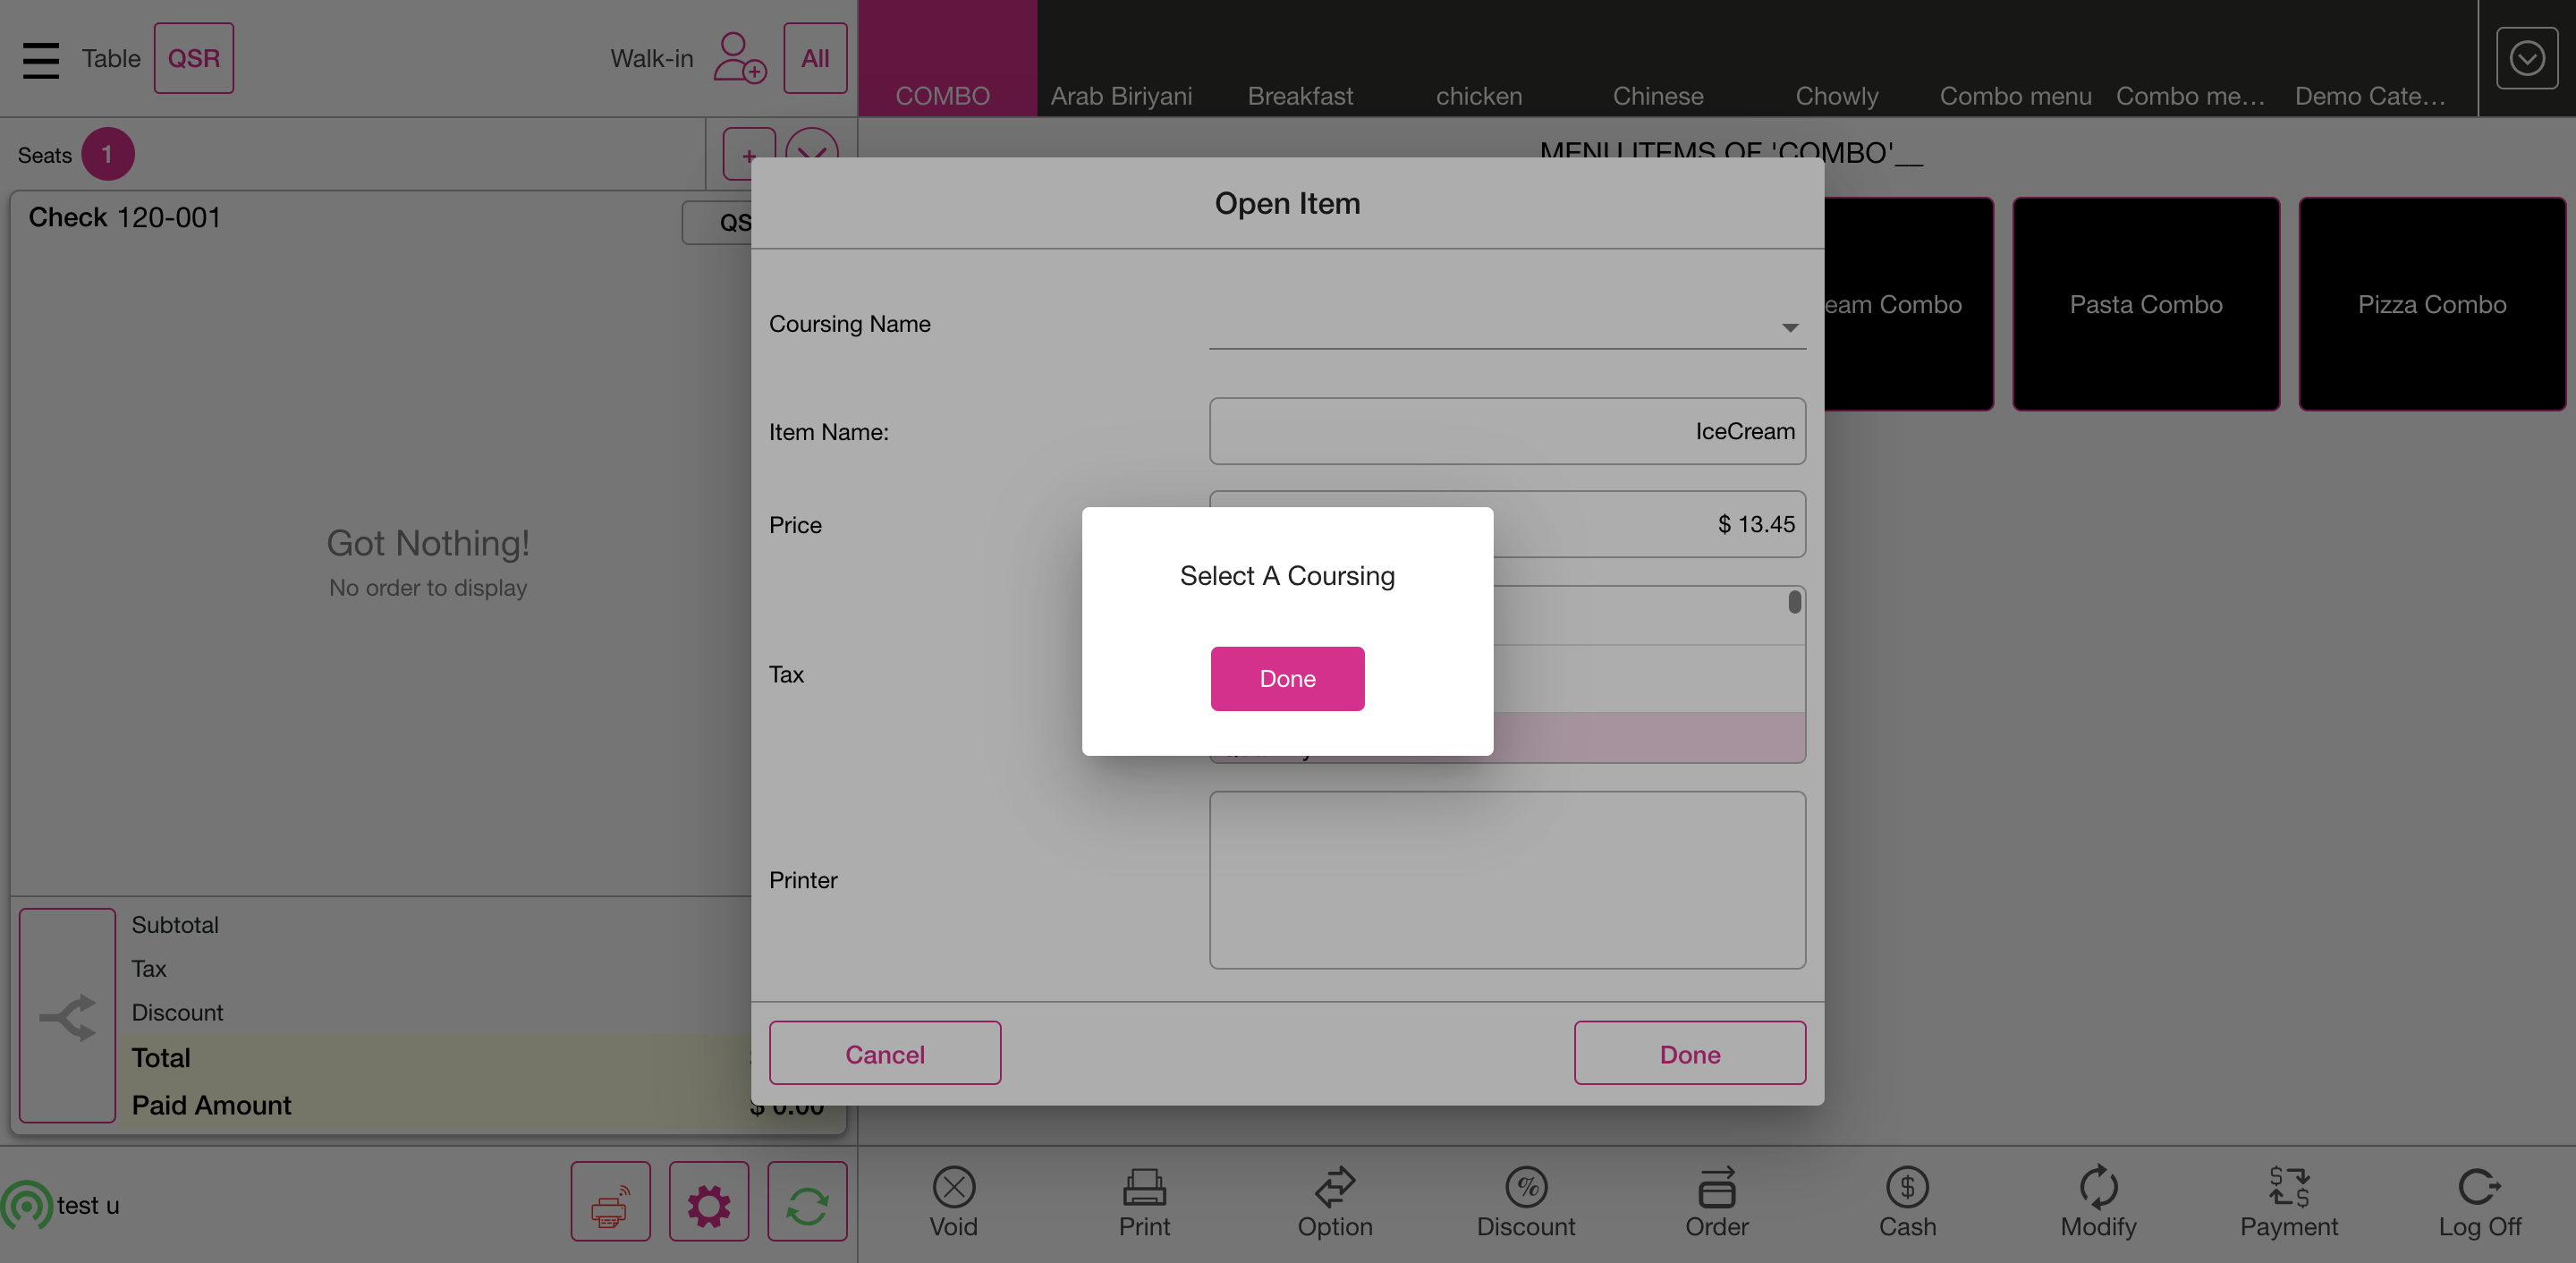 Table QSR Walk-in All
COMBO Arab Biriyani Breakfast chicken Chinese Chowly Combo menu Combo me... Demo Cate...
Seats 1 +
MENU ITEMS OF 'COMBO'__
Check 120-001
Open Item
Coursing Name
Pasta Combo
Pizza Combo
Combo
Item Name: IceCream
Price $ 13.45
Got Nothing!
No order to display
Select A Coursing
Done
Tax
Printer
Subtotal
Tax
Discount
Total
Paid Amount $ 0.00
Cancel Done
test u
Void Print Option Discount Order Cash Modify Payment Log Off